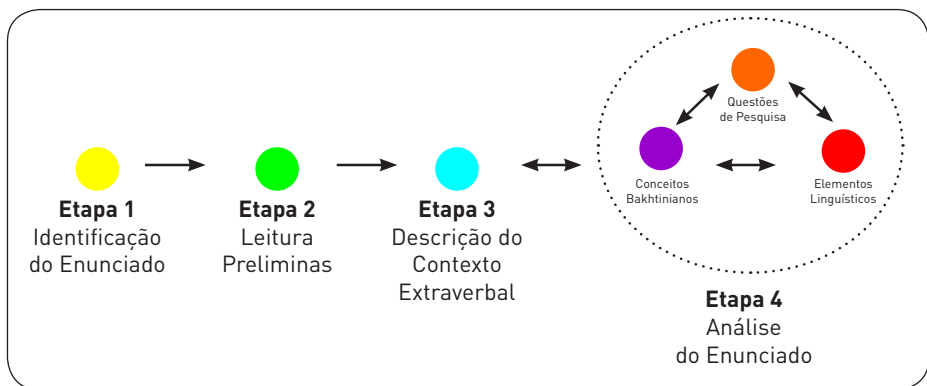 Etapa 1
Identificação
do Enunciado
Etapa 2
Leitura
Preliminas
Etapa 3
Descrição do
Contexto
Extraverbal
Questões
de Pesquisa
Conceitos
Bakhtinianos
Elementos
Linguísticos
Etapa 4
Análise
do Enunciado